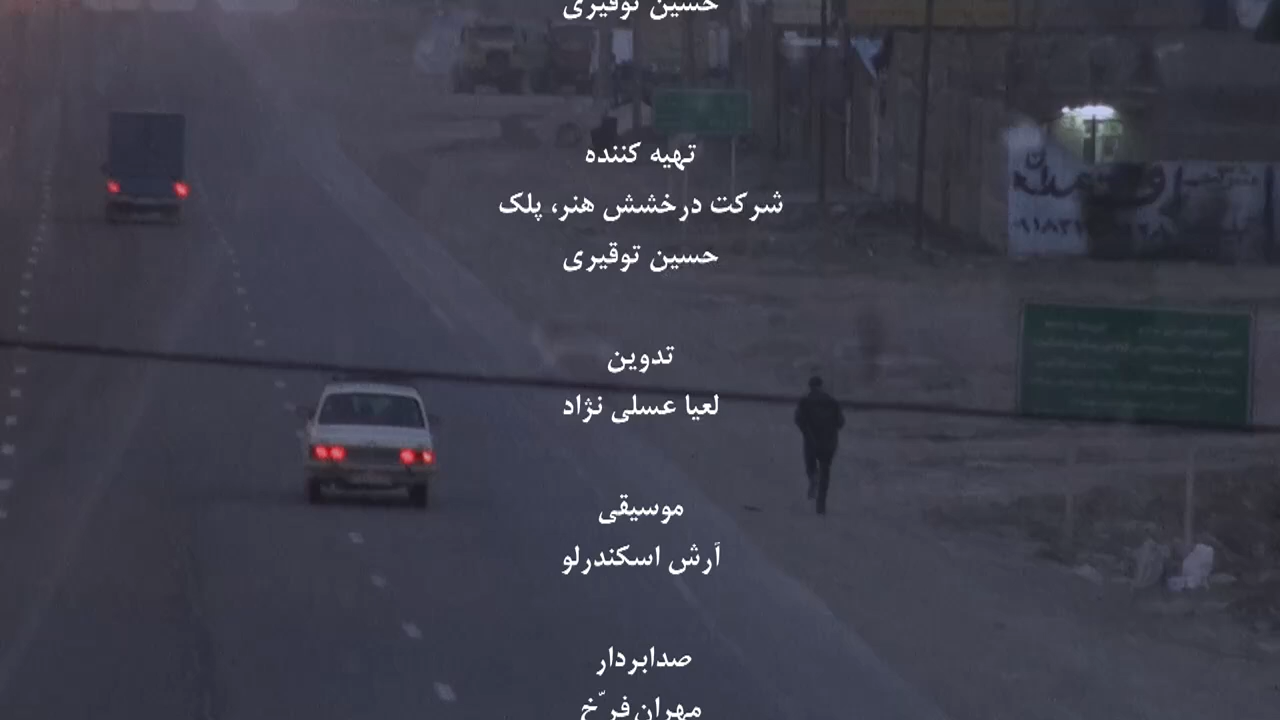 حسین توقیری
تهیه کننده
شرکت درخشش هنر، پلک
حسین توقیری
تدوین
لعیا عسلی نژاد
موسیقی
آرش اسکندرلو
صدابردار
مهران فرّخ